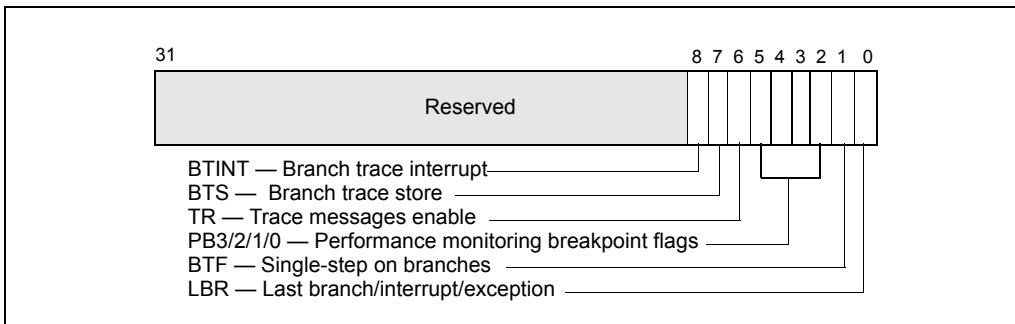 31 8 7 6 5 4 3 2 1 0
Reserved
BTINT — Branch trace interrupt
BTS — Branch trace store
TR — Trace messages enable
PB3/2/1/0 — Performance monitoring breakpoint flags
BTF — Single-step on branches
LBR — Last branch/interrupt/exception